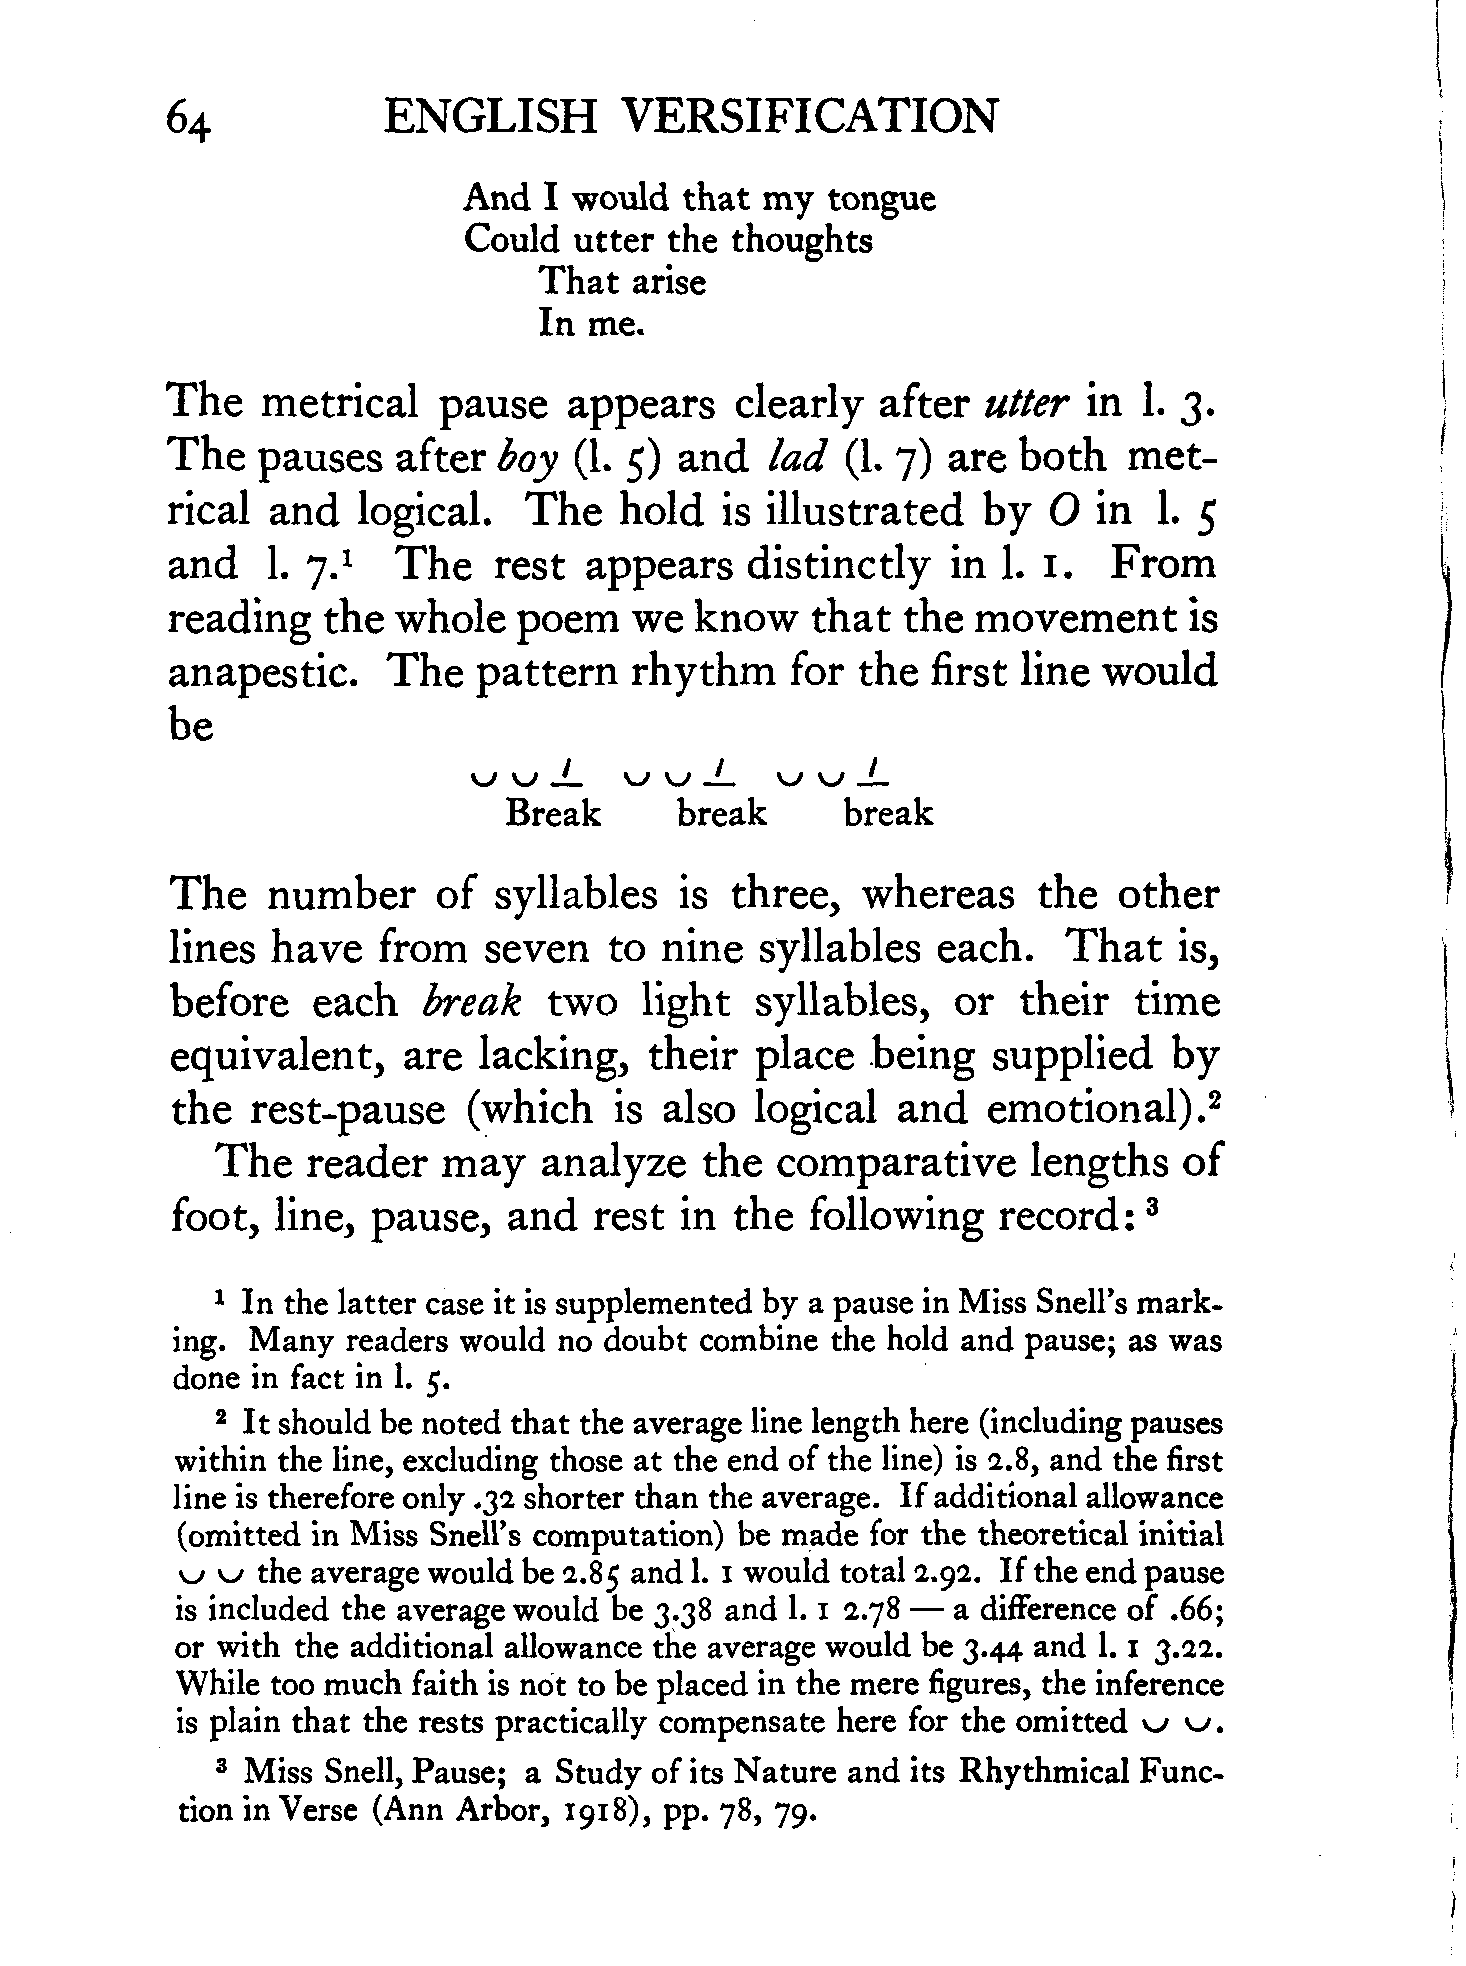 64 ENGLISH VERSIFICATION
And I would that my tongue
Could utter the thoughts
That arise
In me.
The metrical pause appears clearly after utter in l. 3.
The pauses after boy (l. 5) and lad (l. 7) are both met-
rical and logical. The hold is illustrated by O in l. 5
and l. 7.¹ The rest appears distinctly in l. 1. From
reading the whole poem we know that the movement is
anapestic. The pattern rhythm for the first line would
be
◡ ◡ _́ ◡ ◡ _́ ◡ ◡ _́
Break break break
The number of syllables is three, whereas the other
lines have from seven to nine syllables each. That is,
before each break two light syllables, or their time
equivalent, are lacking, their place being supplied by
the rest-pause (which is also logical and emotional).²
The reader may analyze the comparative lengths of
foot, line, pause, and rest in the following record: ³
¹ In the latter case it is supplemented by a pause in Miss Snell's mark-
ing. Many readers would no doubt combine the hold and pause; as was
done in fact in l. 5.
² It should be noted that the average line length here (including pauses
within the line, excluding those at the end of the line) is 2.8, and the first
line is therefore only .32 shorter than the average. If additional allowance
(omitted in Miss Snell's computation) be made for the theoretical initial
◡ ◡ the average would be 2.85 and l. 1 would total 2.92. If the end pause
is included the average would be 3.38 and l. 1 2.78 — a difference of .66;
or with the additional allowance the average would be 3.44 and l. 1 3.22.
While too much faith is not to be placed in the mere figures, the inference
is plain that the rests practically compensate here for the omitted ◡ ◡.
³ Miss Snell, Pause; a Study of its Nature and its Rhythmical Func-
tion in Verse (Ann Arbor, 1918), pp. 78, 79.